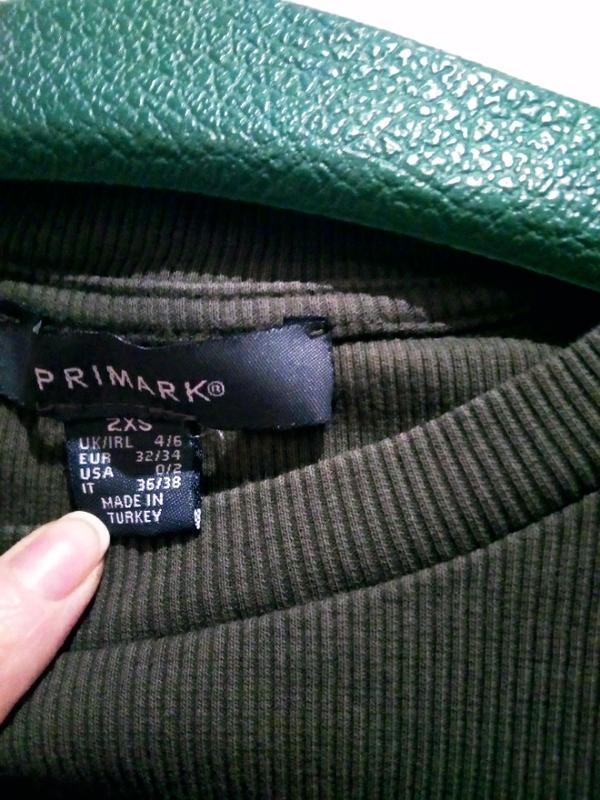 PRIMARK®
2XS
UK/IRL 4/6
EUR 32/34
USA 0/2
IT 36/38
MADE IN
TURKEY